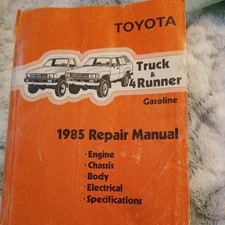 TOYOTA
Truck
&
4Runner
Gasoline
1985 Repair Manual
· Engine
· Chassis
· Body
· Electrical
· Specifications